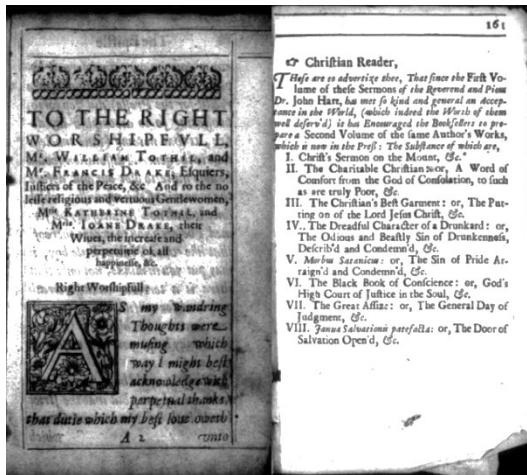 TO THE RIGHT
WORSHIPFVLL,
Mr. WILLIAM TOTHIL, and
Mr. FRANCIS DRAKE, Esquiers,
Iustices of the Peace, &c. And to the no
lesse religious and vertuous Gentlewomen,
Mris KATHERINE TOTHIL, and
Mris IOANE DRAKE, their
Wiues, the increase and
perpetuitie of all
happinesse, &c.
Right Worshipfull:
AS my wandring
Thoughts were
musing which
way I might best
acknowledge with
perpetual thanks,
that dutie which my best loue oweth
A 2 vnto
161
☞ Christian Reader,
THese are to advertize thee, That since the First Vo-
lume of these Sermons of the Reverend and Pious
Dr. John Hart, has met so kind and general an Accep-
tance in the World, (which indeed the Worth of them
well deserv'd) it has Encouraged the Booksellers to pre-
pare a Second Volume of the same Author's Works,
which is now in the Press: The Substance of which are,
I. Christ's Sermon on the Mount, &c.
II. The Charitable Christian: or, A Word of
Comfort from the God of Consolation, to such
as are truly Poor, &c.
III. The Christian's Best Garment: or, The Put-
ting on of the Lord Jesus Christ, &c.
IV. The Dreadful Character of a Drunkard: or,
The Odious and Beastly Sin of Drunkenness,
Describ'd and Condemn'd, &c.
V. Morbus Satanicus: or, The Sin of Pride Ar-
raign'd and Condemn'd, &c.
VI. The Black Book of Conscience: or, God's
High Court of Justice in the Soul, &c.
VII. The Great Assize: or, The General Day of
Judgment, &c.
VIII. Janua Salvationis patefacta: or, The Door of
Salvation Open'd, &c.